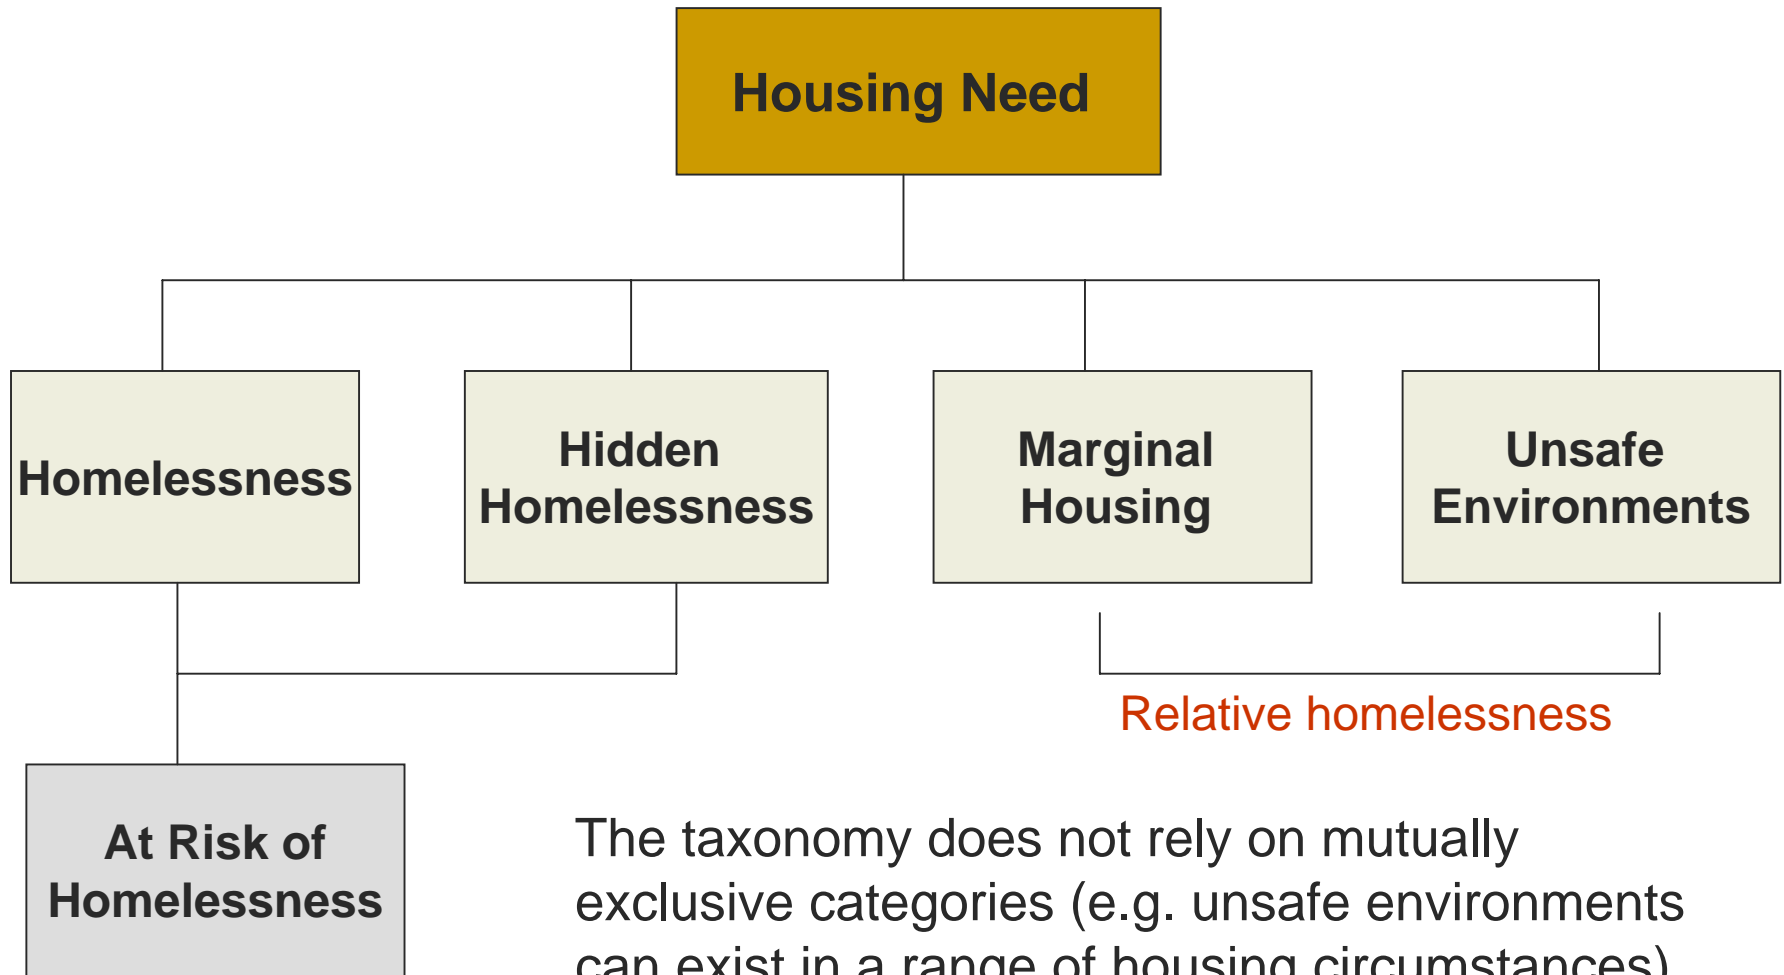 Housing Need
Homelessness
Hidden
Homelessness
Marginal
Housing
Unsafe
Environments
Relative homelessness
At Risk of
Homelessness
The taxonomy does not rely on mutually
exclusive categories (e.g. unsafe environments
can exist in a range of housing circumstances)